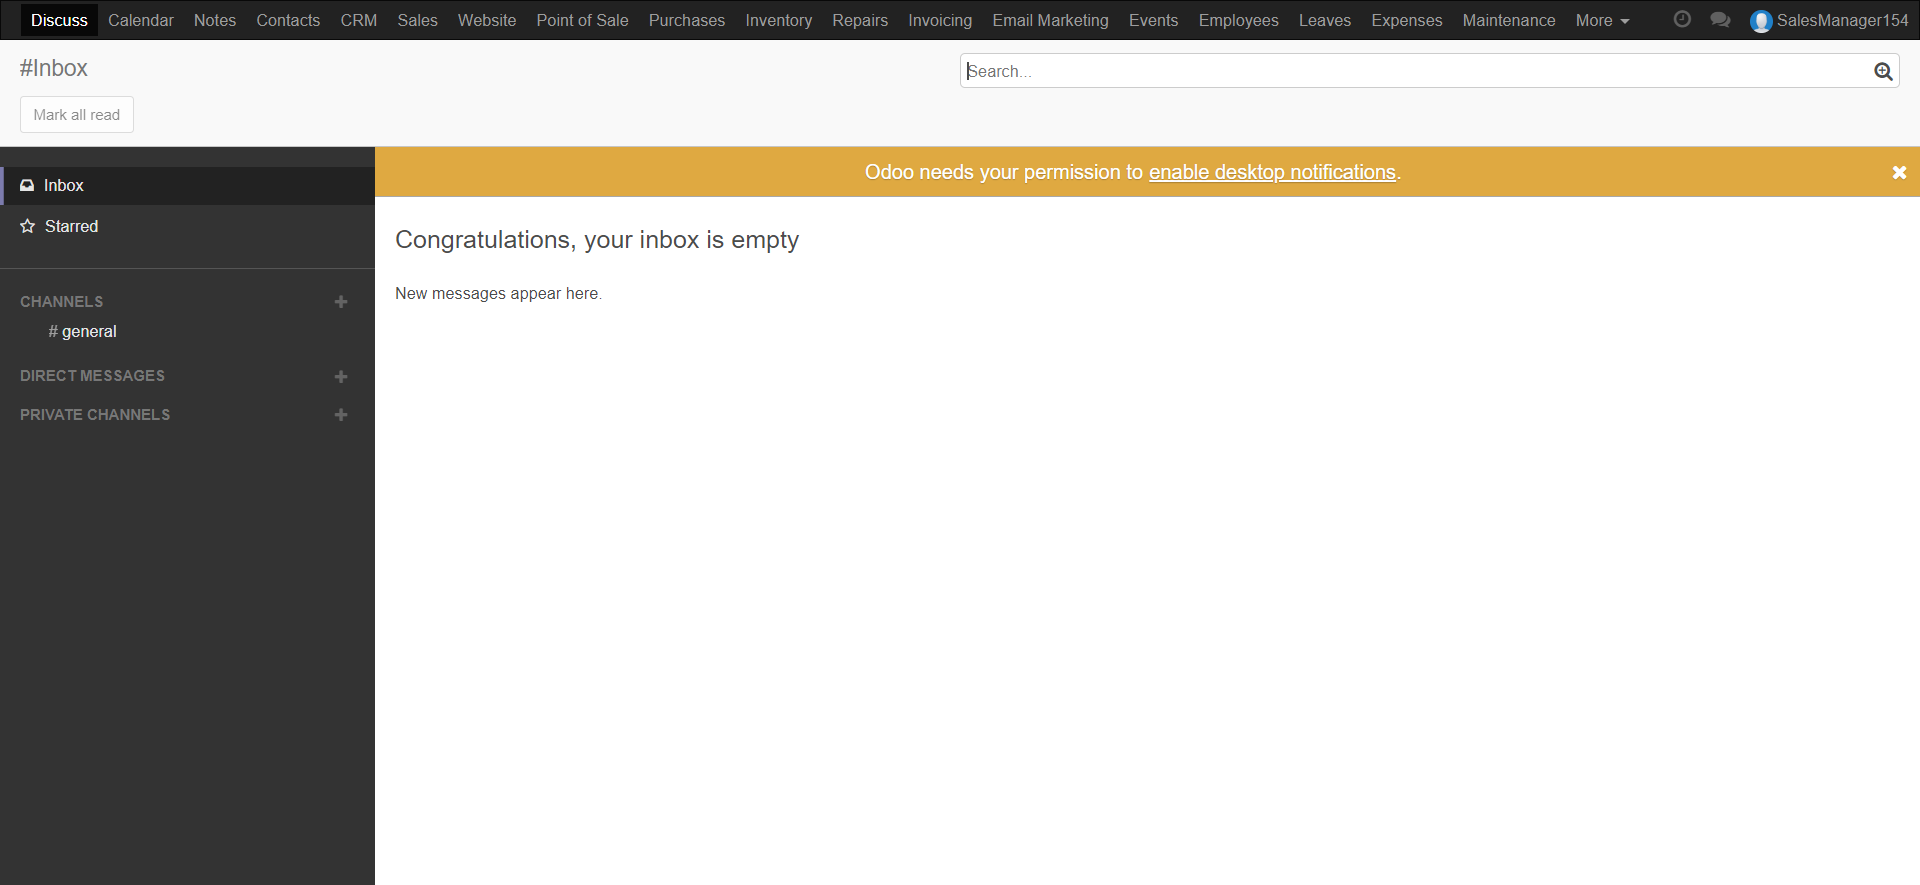 Discuss Calendar Notes Contacts CRM Sales Website Point of Sale Purchases Inventory Repairs Invoicing Email Marketing Events Employees Leaves Expenses Maintenance More SalesManager154
#Inbox
Search...
Mark all read
Odoo needs your permission to enable desktop notifications.
Inbox
Starred
Congratulations, your inbox is empty
New messages appear here.
CHANNELS
# general
DIRECT MESSAGES
PRIVATE CHANNELS